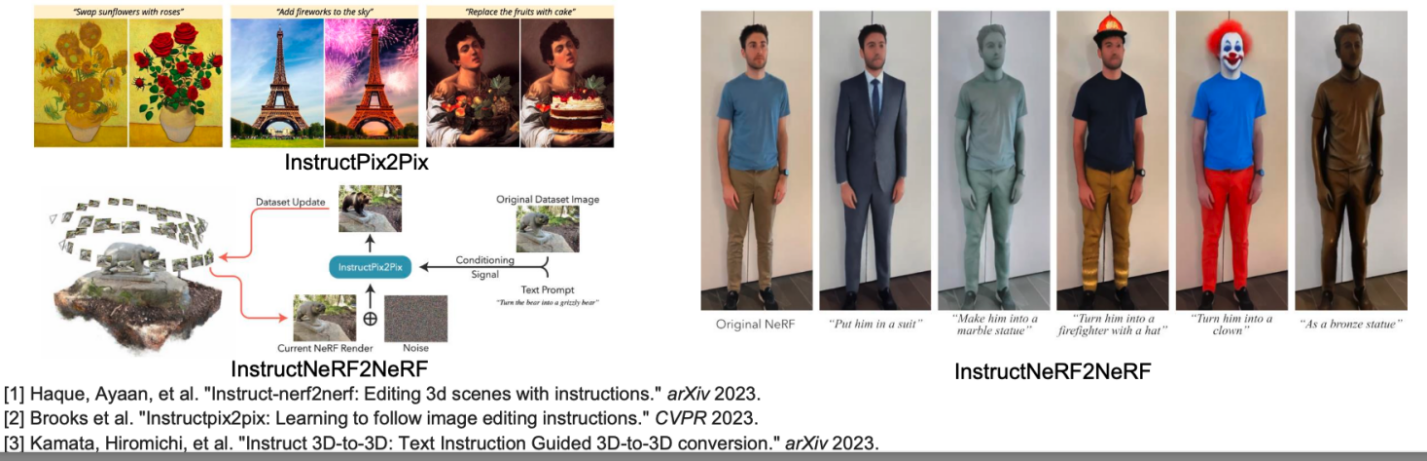 "Swap sunflowers with roses"
"Add fireworks to the sky"
"Replace the fruits with cake"
InstructPix2Pix
Dataset Update
Original Dataset Image
InstructPix2Pix
Conditioning
Signal
Text Prompt
"Turn the bear into a grizzly bear"
Current NeRF Render
Noise
InstructNeRF2NeRF
Original NeRF
"Put him in a suit"
"Make him into a
marble statue"
"Turn him into a
firefighter with a hat"
"Turn him into a
clown"
"As a bronze statue"
InstructNeRF2NeRF
[1] Haque, Ayaan, et al. "Instruct-nerf2nerf: Editing 3d scenes with instructions." arXiv 2023.
[2] Brooks et al. "Instructpix2pix: Learning to follow image editing instructions." CVPR 2023.
[3] Kamata, Hiromichi, et al. "Instruct 3D-to-3D: Text Instruction Guided 3D-to-3D conversion." arXiv 2023.